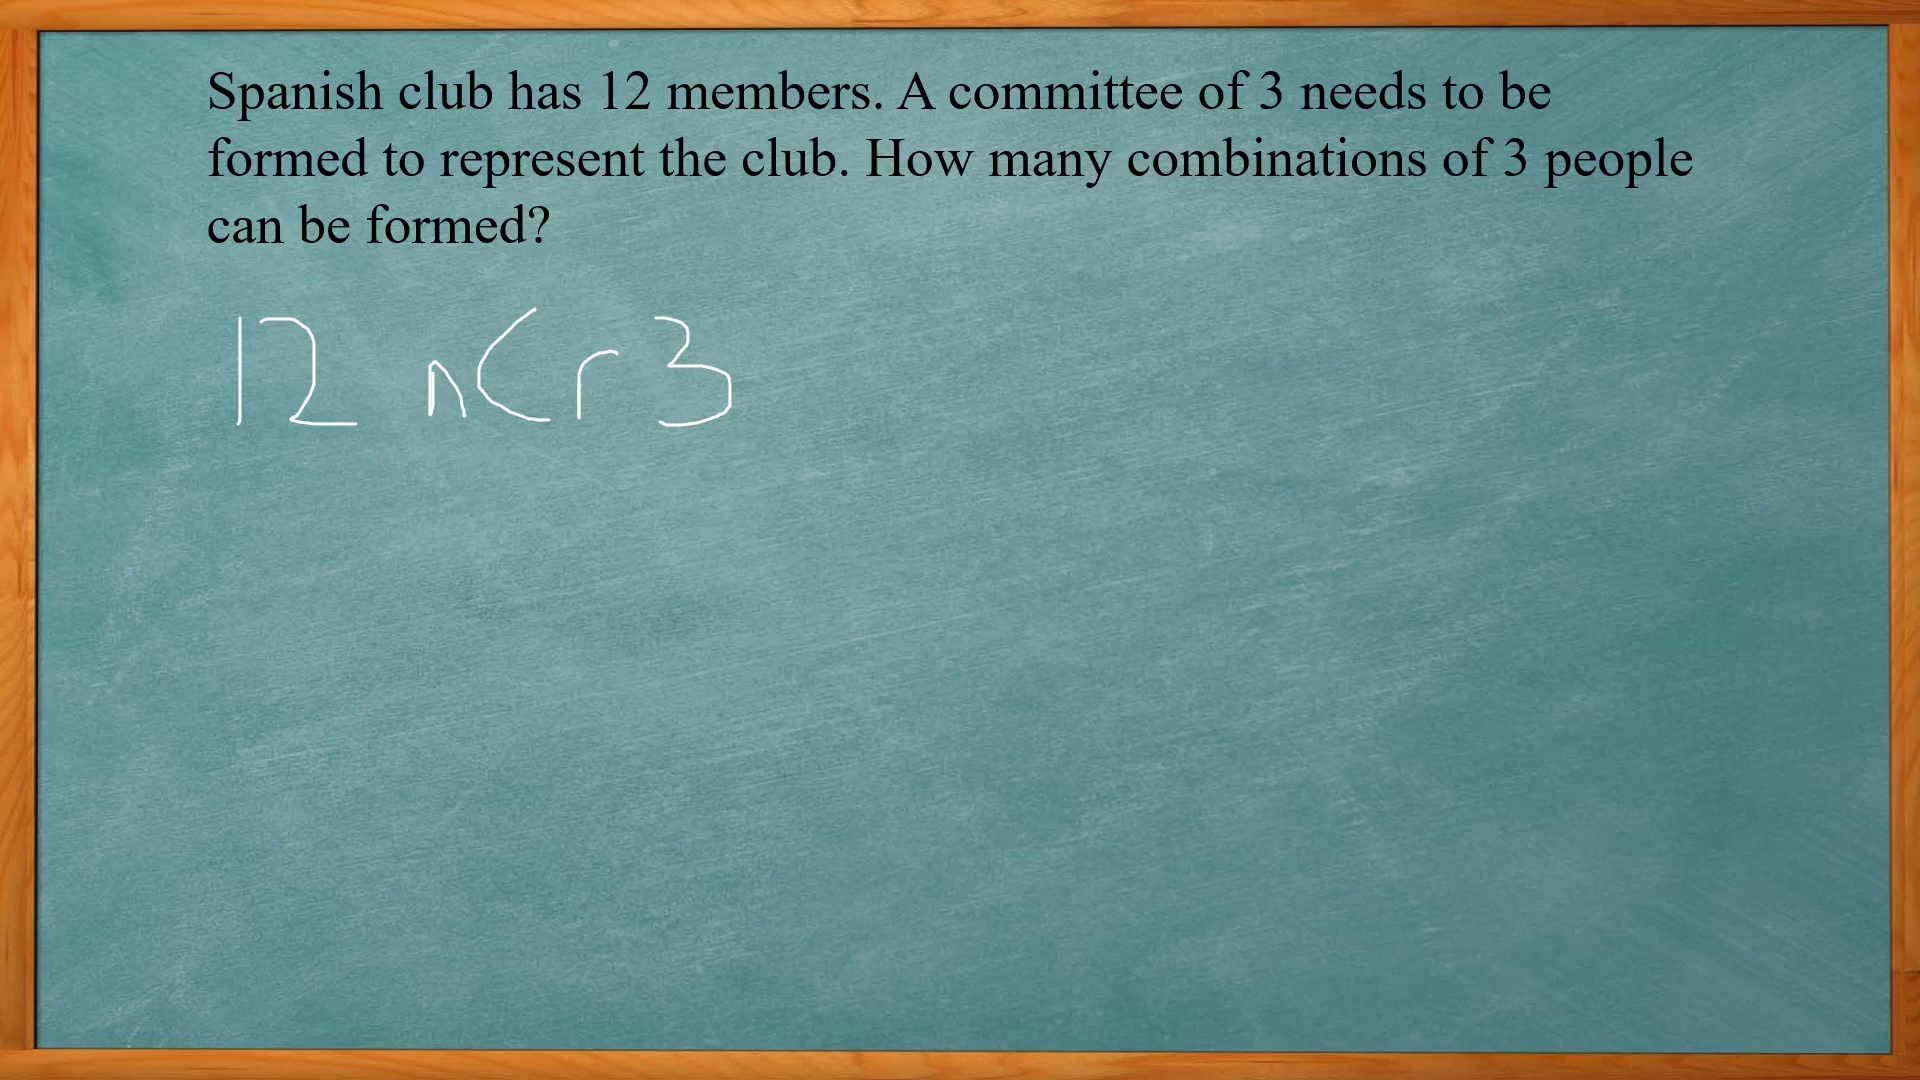 Spanish club has 12 members. A committee of 3 needs to be
formed to represent the club. How many combinations of 3 people
can be formed?
12 nCr 3